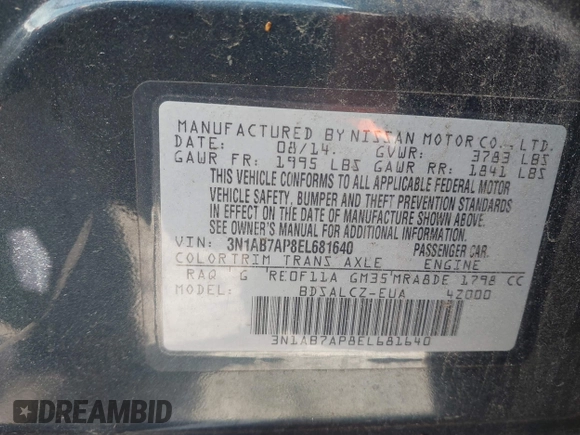 MANUFACTURED BY NISSAN MOTOR CO., LTD.
DATE: 08/14. GVWR: 3783 LBS
GAWR FR: 1995 LBS GAWR RR: 1841 LBS
THIS VEHICLE CONFORMS TO ALL APPLICABLE FEDERAL MOTOR
VEHICLE SAFETY, BUMPER AND THEFT PREVENTION STANDARDS
IN EFFECT ON THE DATE OF MANUFACTURE SHOWN ABOVE.
SEE OWNER'S MANUAL FOR ADDITIONAL INFORMATION.
VIN: 3N1AB7AP8EL681640 PASSENGER CAR.
COLOR TRIM TRANS AXLE ENGINE
RAQ G RE0F11A GM35 MRA8DE 1798 CC
MODEL: BDSALCZ-EUA 42000
3N1AB7AP8EL681640
DREAMBID